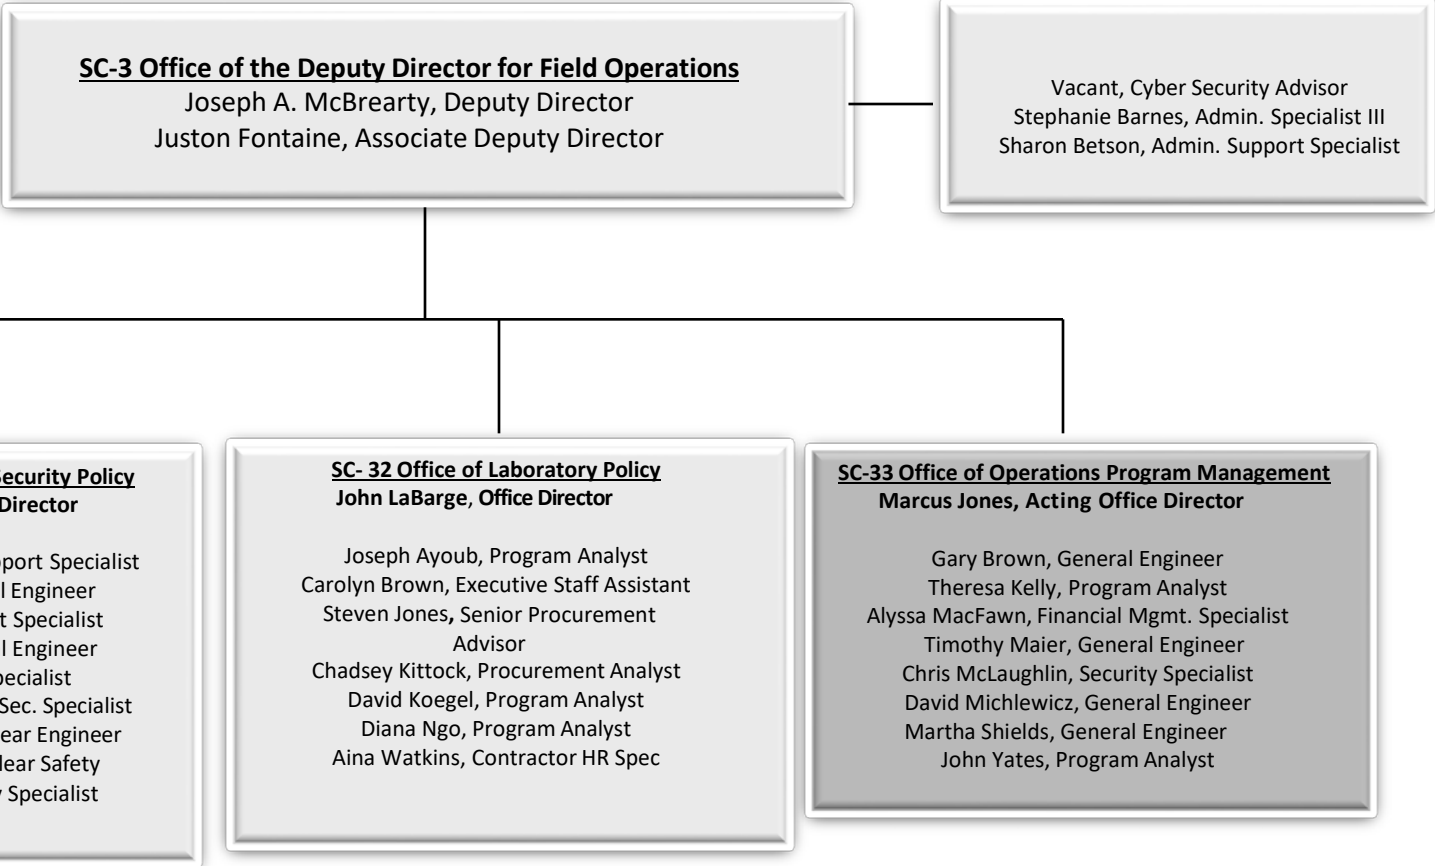 SC-3 Office of the Deputy Director for Field Operations
Joseph A. McBrearty, Deputy Director
Juston Fontaine, Associate Deputy Director
Vacant, Cyber Security Advisor
Stephanie Barnes, Admin. Specialist III
Sharon Betson, Admin. Support Specialist
Security Policy
Director
port Specialist
l Engineer
t Specialist
l Engineer
pecialist
Sec. Specialist
ear Engineer
lear Safety
y Specialist
SC- 32 Office of Laboratory Policy
John LaBarge, Office Director
Joseph Ayoub, Program Analyst
Carolyn Brown, Executive Staff Assistant
Steven Jones, Senior Procurement
Advisor
Chadsey Kittock, Procurement Analyst
David Koegel, Program Analyst
Diana Ngo, Program Analyst
Aina Watkins, Contractor HR Spec
SC-33 Office of Operations Program Management
Marcus Jones, Acting Office Director
Gary Brown, General Engineer
Theresa Kelly, Program Analyst
Alyssa MacFawn, Financial Mgmt. Specialist
Timothy Maier, General Engineer
Chris McLaughlin, Security Specialist
David Michlewicz, General Engineer
Martha Shields, General Engineer
John Yates, Program Analyst